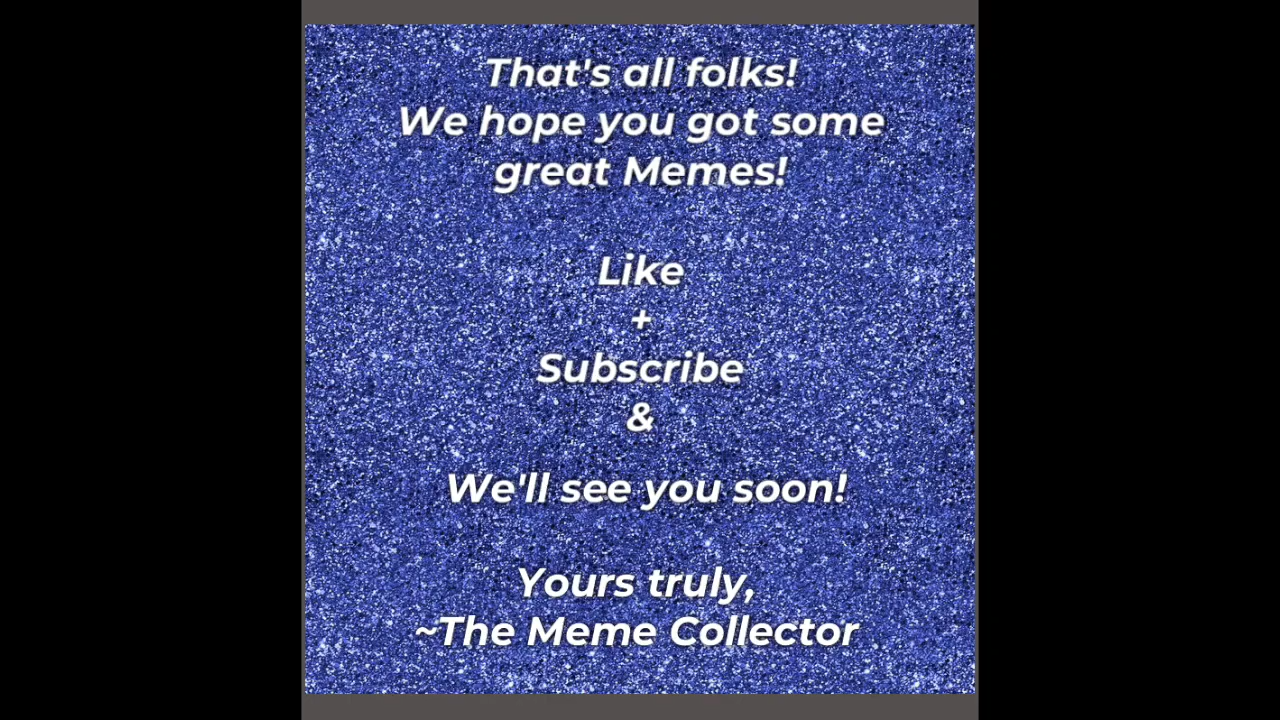 That's all folks!
We hope you got some
great Memes!
Like
+
Subscribe
&
We'll see you soon!
Yours truly,
~The Meme Collector